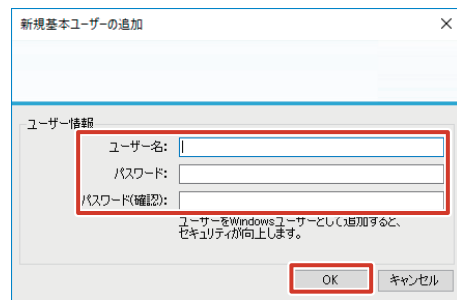 新規基本ユーザーの追加
ユーザー情報
ユーザー名:
パスワード:
パスワード(確認):
ユーザーをWindowsユーザーとして追加すると、
セキュリティが向上します。
OK
キャンセル